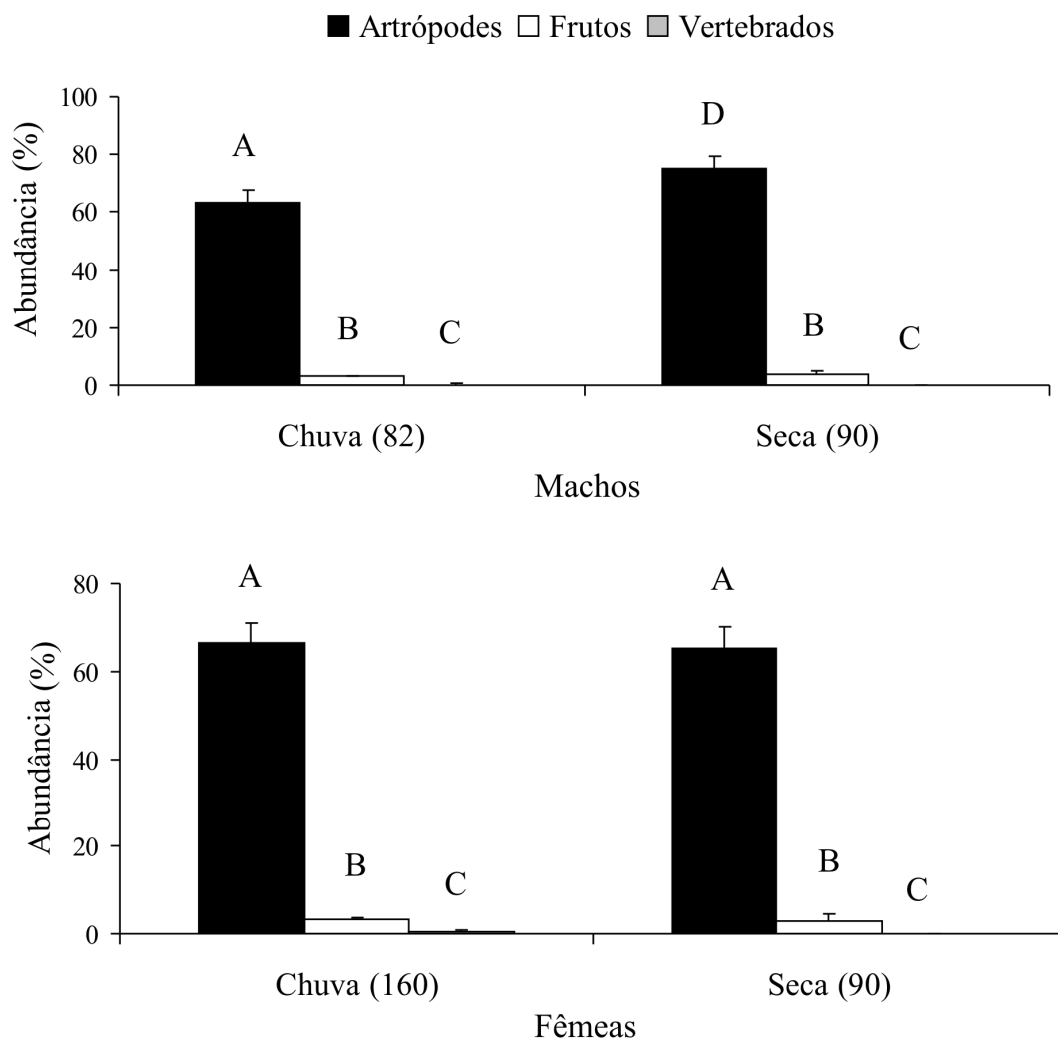 Artrópodes Frutos Vertebrados
Abundância (%)
100
80
60
40
20
0
A
B
C
D
B
C
Chuva (82)
Seca (90)
Machos
Abundância (%)
80
60
40
20
0
A
B
C
A
B
C
Chuva (160)
Seca (90)
Fêmeas